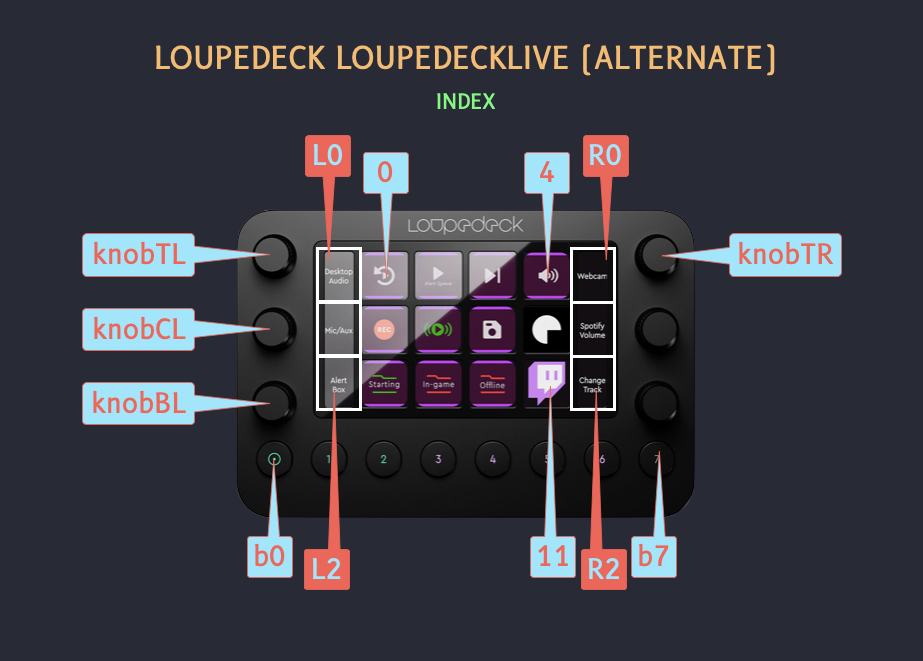 LOUPEDECK LOUPEDECKLIVE (ALTERNATE)
INDEX
L0
0
4
R0
Loupedeck
knobTL
knobTR
Desktop
Audio
Alert Queue
Webcam
knobCL
Mic/Aux
REC
Spotify
Volume
knobBL
Alert
Box
Starting
In-game
Offline
Change
Track
1
2
3
4
5
6
7
b0
L2
11
R2
b7